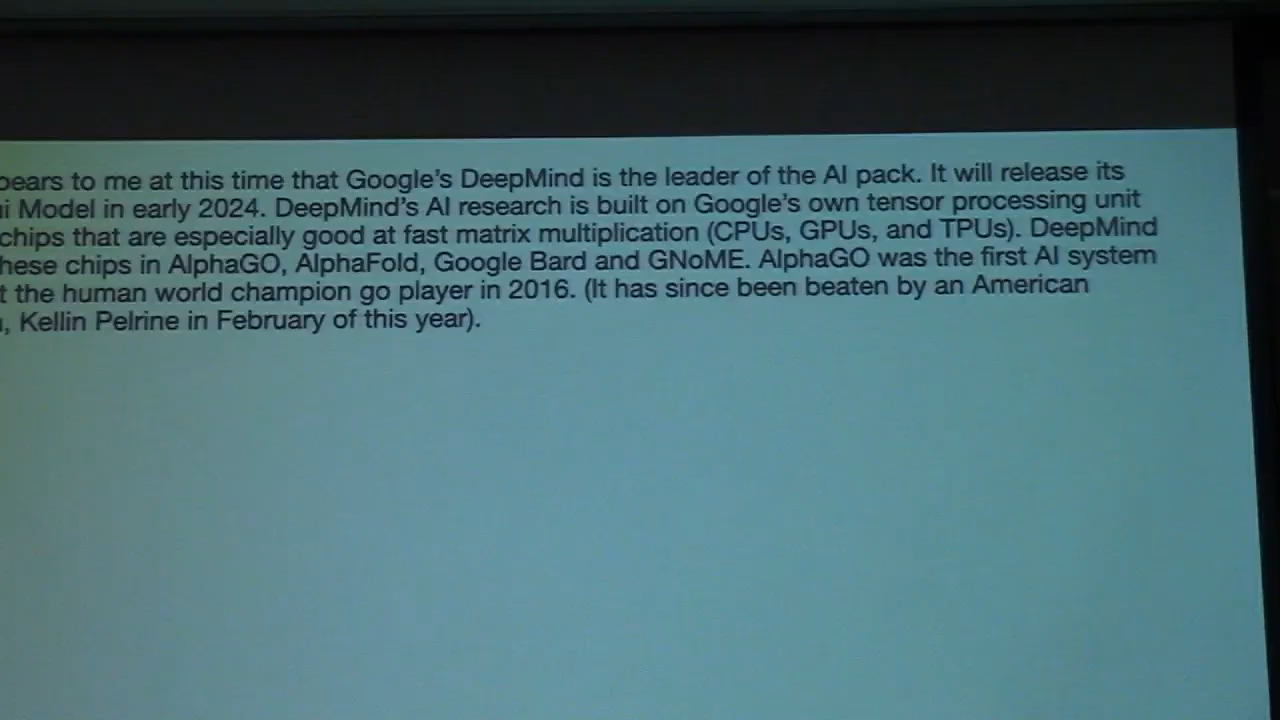 to me at this time that Google's DeepMind is the leader of the AI pack. It will release its
Model in early 2024. DeepMind's AI research is built on Google's own tensor processing unit
chips that are especially good at fast matrix multiplication (CPUs, GPUs, and TPUs). DeepMind
chips in AlphaGO, AlphaFold, Google Bard and GNoME. AlphaGO was the first AI system
the human world champion go player in 2016. (It has since been beaten by an American
Kellin Pelrine in February of this year).